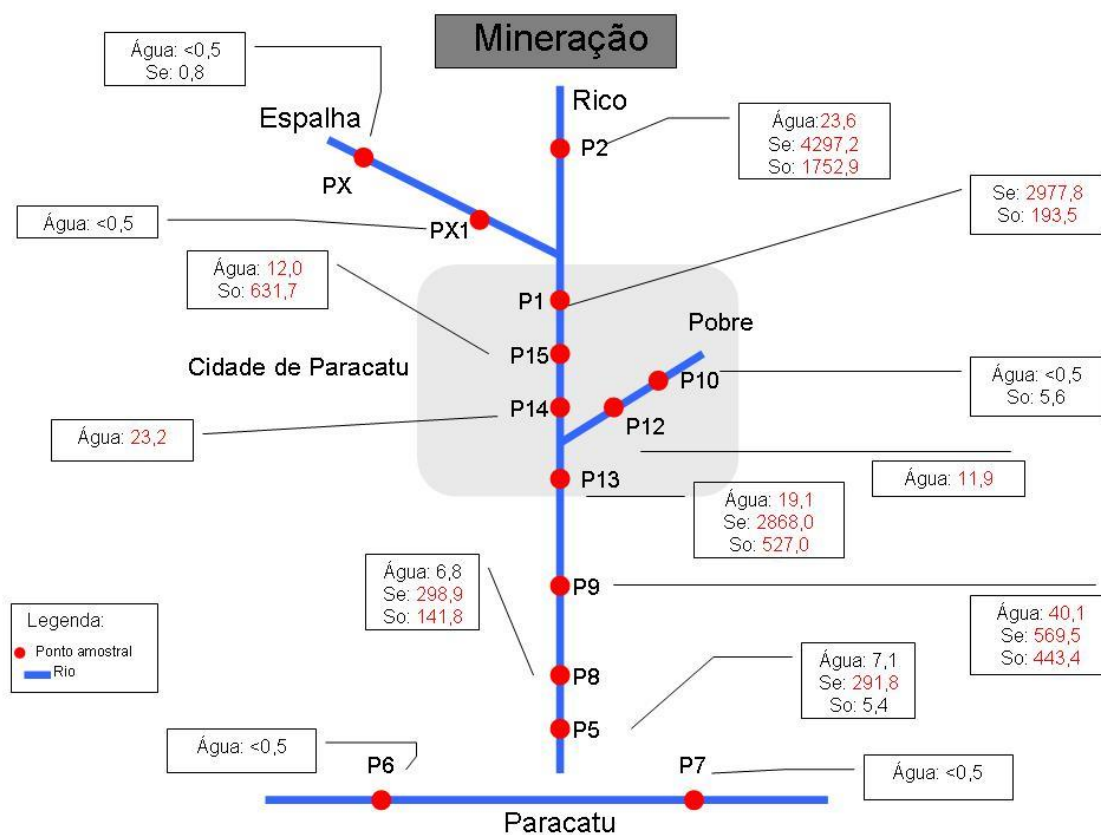 Mineração
Água: <0,5
Se: 0,8
Rico
Espalha
P2
Água:23,6
Se: 4297,2
So: 1752,9
PX
Se: 2977,8
So: 193,5
Água: <0,5
PX1
Água: 12,0
So: 631,7
P1
Pobre
P15
Cidade de Paracatu
P10
Água: <0,5
So: 5,6
P14
P12
Água: 23,2
Água: 11,9
P13
Água: 19,1
Se: 2868,0
So: 527,0
Água: 6,8
Se: 298,9
So: 141,8
P9
Legenda:
Ponto amostral
Rio
Água: 40,1
Se: 569,5
So: 443,4
Água: 7,1
Se: 291,8
So: 5,4
P8
P5
Água: <0,5
P6
P7
Água: <0,5
Paracatu